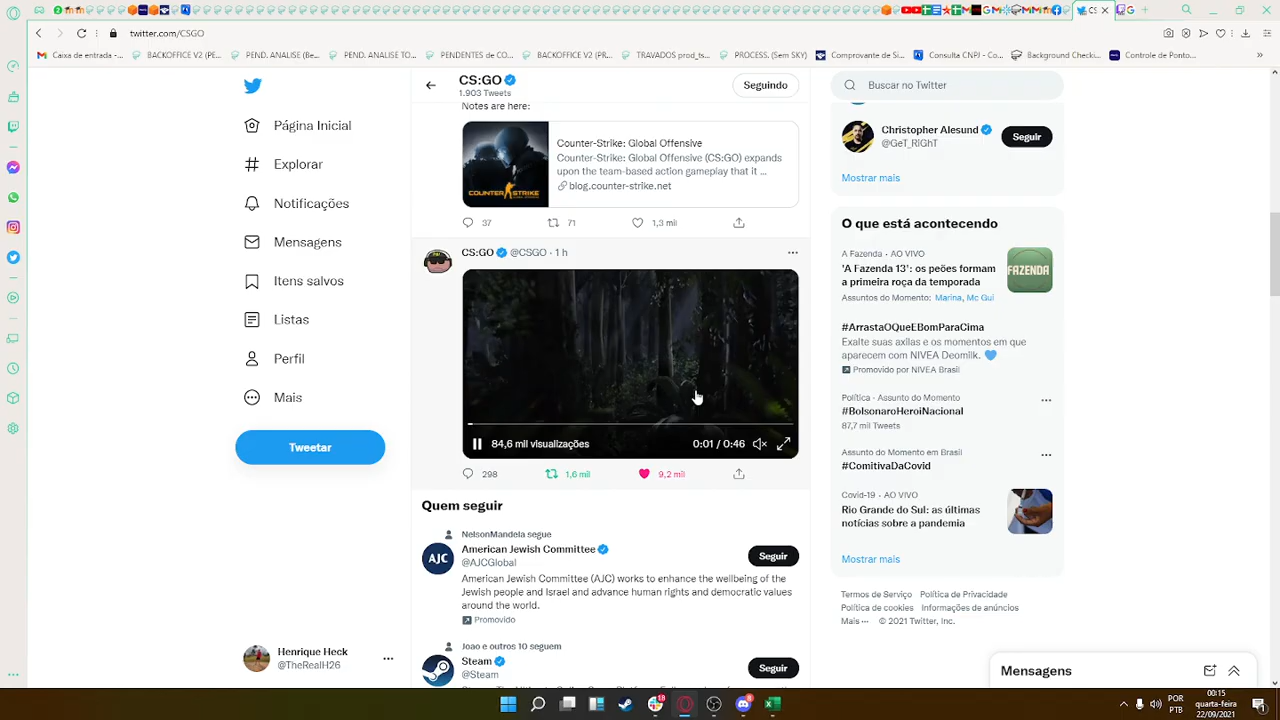 twitter.com/CSGO
Caixa de entrada -...
BACKOFFICE V2 (PR...
PEND. ANALISE (Be...
PEND. ANALISE TO...
PENDENTES de CO...
BACKOFFICE V2 (PR...
TRAVADOS prod_ts...
PROCESS. (Sem SKY)
Comprovante de Si...
Consulta CNPJ - Co...
Background Checki...
Controle de Ponto...
Página Inicial
Explorar
Notificações
Mensagens
Itens salvos
Listas
Perfil
Mais
Tweetar
Henrique Heck
@TheRealH26
CS:GO
1.903 Tweets
Seguindo
Notes are here:
Counter-Strike: Global Offensive
Counter-Strike: Global Offensive (CS:GO) expands
upon the team-based action gameplay that it ...
blog.counter-strike.net
COUNTER STRIKE
37
71
1,3 mil
CS:GO @CSGO · 1 h
84,6 mil visualizações
0:01 / 0:46
298
1,6 mil
9,2 mil
Quem seguir
NelsonMandela segue
AJC
American Jewish Committee
@AJCGlobal
Seguir
American Jewish Committee (AJC) works to enhance the wellbeing of the
Jewish people and Israel and advance human rights and democratic values
around the world.
Promovido
Joao e outros 10 seguem
Steam
@Steam
Seguir
Buscar no Twitter
Christopher Alesund
@GeT_RIGhT
Seguir
Mostrar mais
O que está acontecendo
A Fazenda · AO VIVO
'A Fazenda 13': os peões formam
a primeira roça da temporada
Assuntos do Momento: Marina, Mc Gui
FAZENDA
#ArrastaOQueEBomParaCima
Exalte suas axilas e os momentos em que
aparecem com NIVEA Deomilk.
Promovido por NIVEA Brasil
Política · Assunto do Momento
#BolsonaroHeroiNacional
87,7 mil Tweets
Assunto do Momento em Brasil
#ComitivaDaCovid
Covid-19 · AO VIVO
Rio Grande do Sul: as últimas
notícias sobre a pandemia
Mostrar mais
Termos de Serviço Política de Privacidade
Política de cookies Informações de anúncios
Mais ··· © 2021 Twitter, Inc.
Mensagens
18
POR
PTB
00:15
quarta-feira
22/09/2021